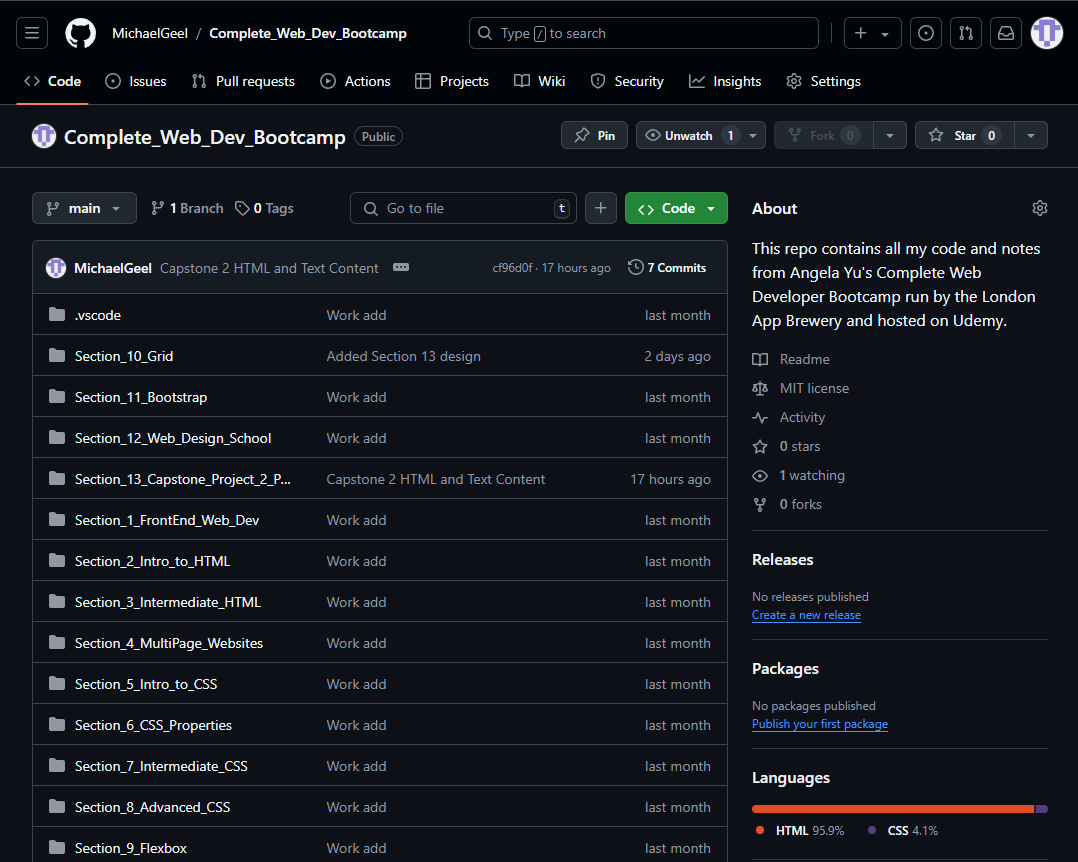 MichaelGeel / Complete_Web_Dev_Bootcamp Type / to search
Code Issues Pull requests Actions Projects Wiki Security Insights Settings
Complete_Web_Dev_Bootcamp Public Pin Unwatch 1 Fork 0 Star 0
main 1 Branch 0 Tags Go to file t + Code
MichaelGeel Capstone 2 HTML and Text Content cf96d0f · 17 hours ago 7 Commits
.vscode Work add last month
Section_10_Grid Added Section 13 design 2 days ago
Section_11_Bootstrap Work add last month
Section_12_Web_Design_School Work add last month
Section_13_Capstone_Project_2_P... Capstone 2 HTML and Text Content 17 hours ago
Section_1_FrontEnd_Web_Dev Work add last month
Section_2_Intro_to_HTML Work add last month
Section_3_Intermediate_HTML Work add last month
Section_4_MultiPage_Websites Work add last month
Section_5_Intro_to_CSS Work add last month
Section_6_CSS_Properties Work add last month
Section_7_Intermediate_CSS Work add last month
Section_8_Advanced_CSS Work add last month
Section_9_Flexbox Work add last month
About
This repo contains all my code and notes
from Angela Yu's Complete Web
Developer Bootcamp run by the London
App Brewery and hosted on Udemy.
Readme
MIT license
Activity
0 stars
1 watching
0 forks
Releases
No releases published
Create a new release
Packages
No packages published
Publish your first package
Languages
HTML 95.9% CSS 4.1%